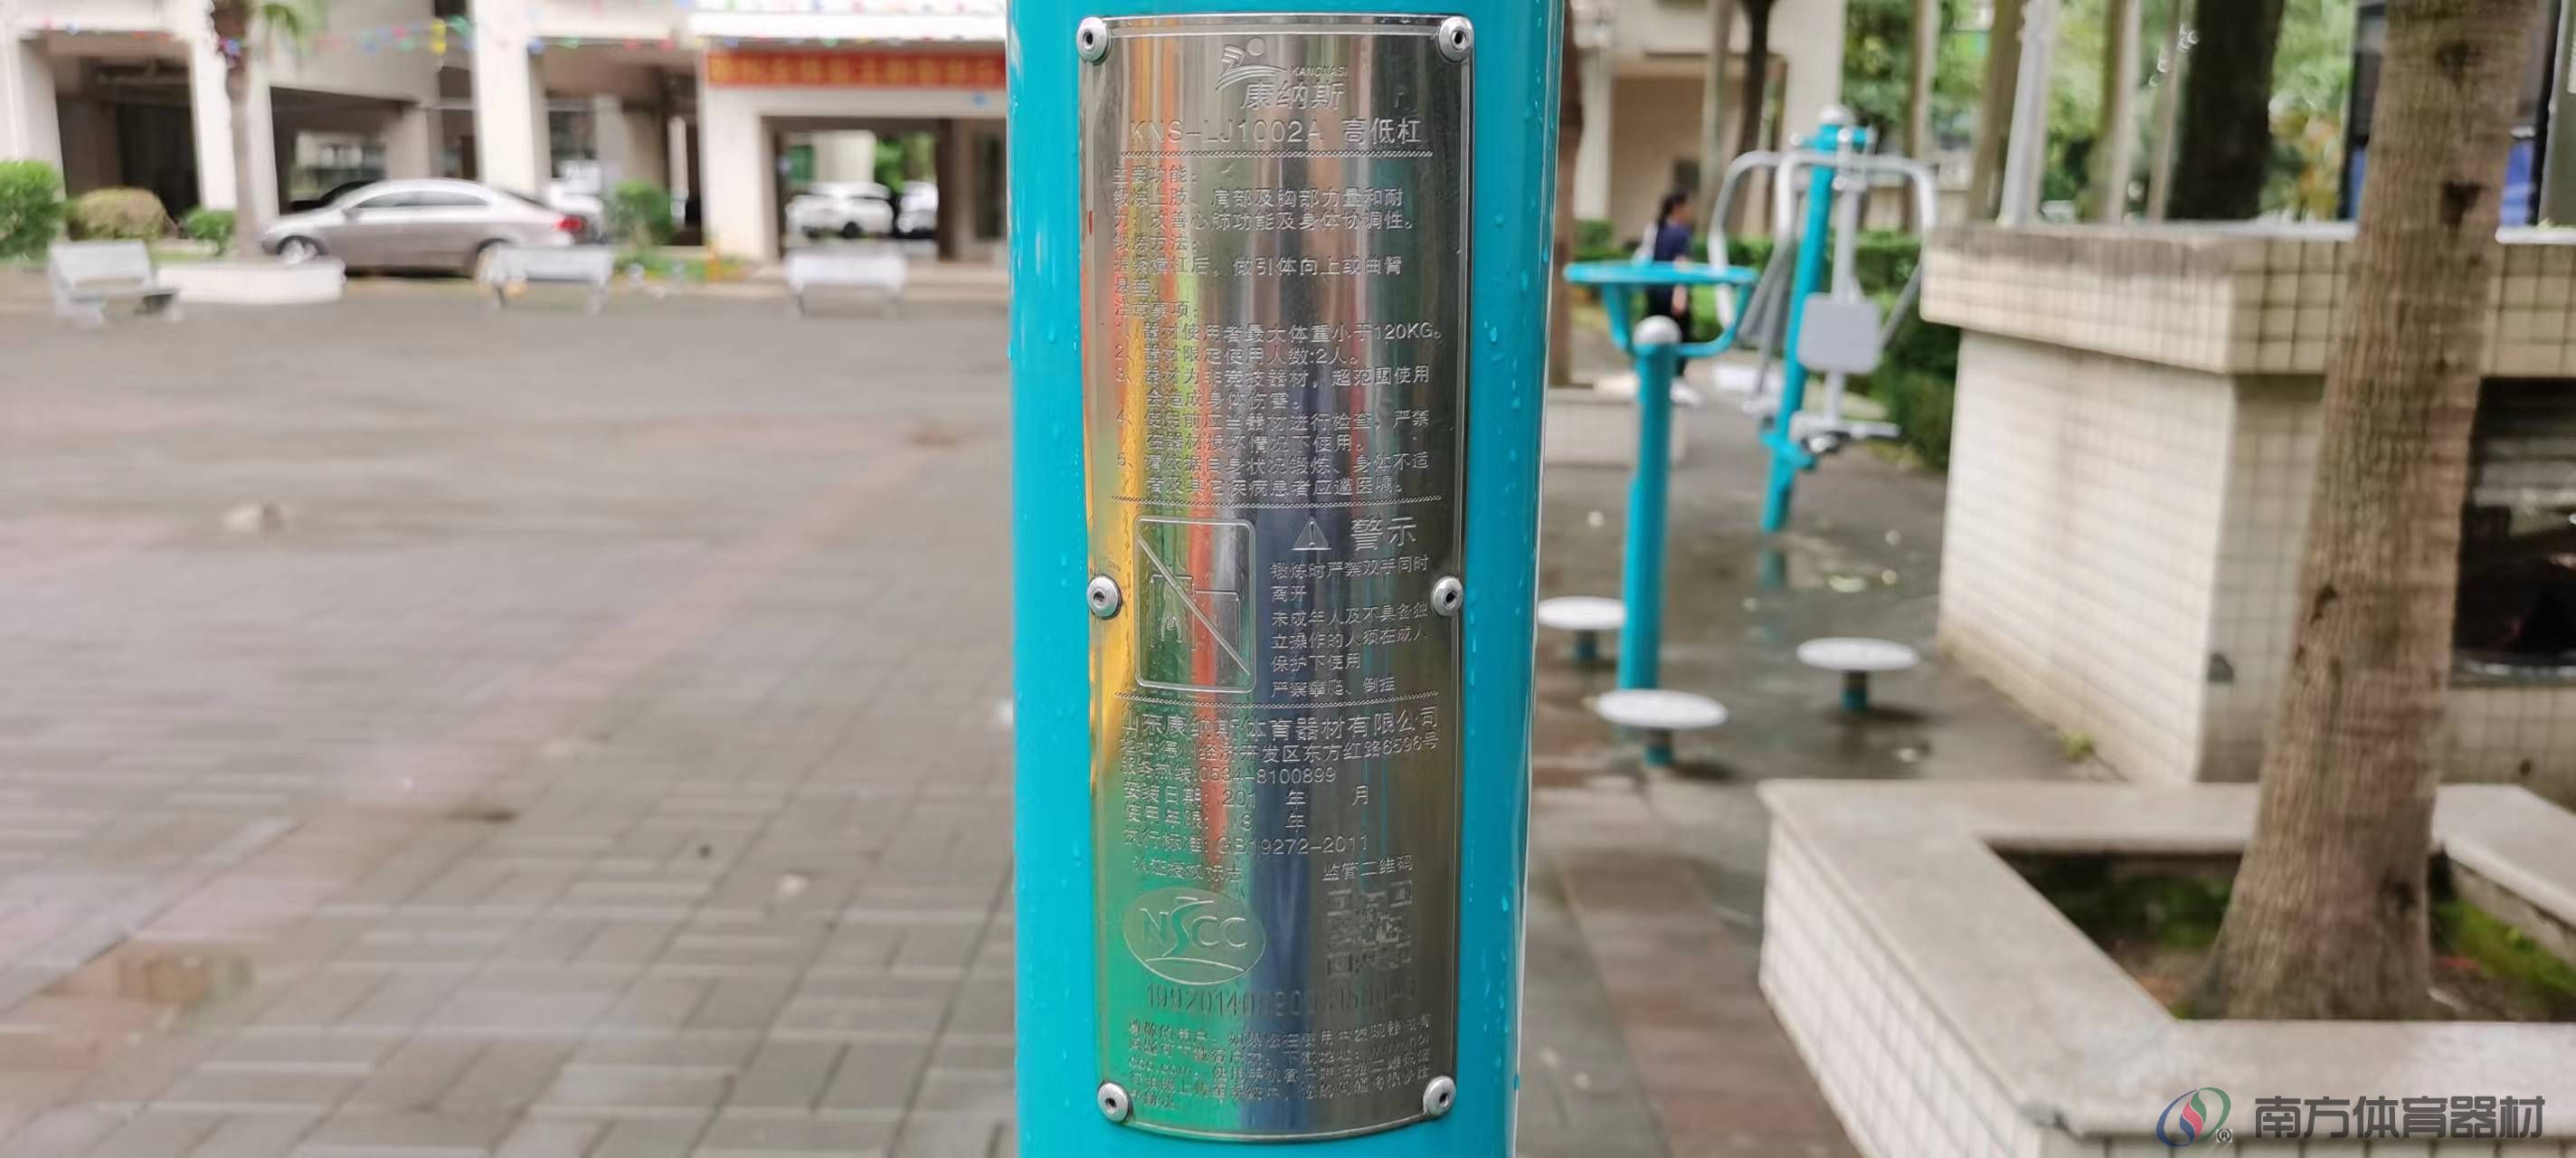 KANGNASI
康纳斯
KNS-LJ1002A 高低杠
主要功能:
锻炼上肢、肩部及胸部力量和耐
力, 改善心肺功能及身体协调性。
锻炼方法:
握紧横杠后, 做引体向上或曲臂
悬垂。
注意事项:
1、器材使用者最大体重小于120KG。
2、器材限定使用人数:2人。
3、器材为非竞技器材, 超范围使用
会造成身体伤害。
4、使用前应当器材进行检查, 严禁
在器材损坏情况下使用。
5、请依据自身状况锻炼、身体不适
者及其它疾病患者应遵医嘱。
警示
锻炼时严禁双手同时
离开
未成年人及不具备独
立操作的人须在成人
保护下使用
严禁攀爬、倒挂
山东康纳斯体育器材有限公司
地址: 经济开发区东方红路6596号
服务热线:0534-8100899
安装日期: 201 年 月
使用年限: 8 年
执行标准: GB19272-2011
认证授权标志 监管二维码
NSCC
南方体育器材